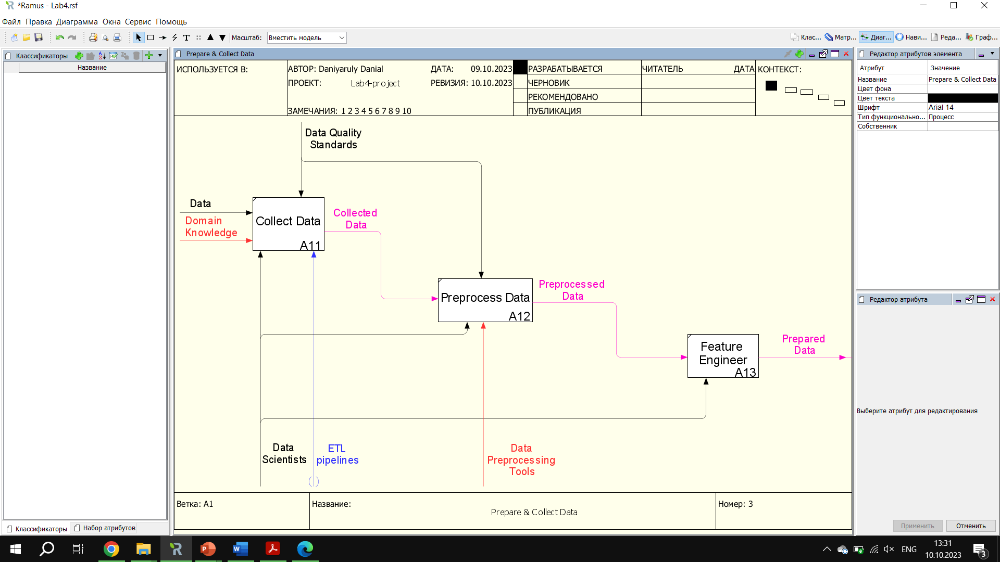 *Ramus - Lab4.rsf
Файл Правка Диаграмма Окна Сервис Помощь
Масштаб: Вместить модель
Клас... Матр... Диаг... Нави... Реда... Граф...
Классификаторы
Название
Prepare & Collect Data
ИСПОЛЬЗУЕТСЯ В:
АВТОР: Daniyaruly Danial
ДАТА: 09.10.2023
ПРОЕКТ: Lab4-project
РЕВИЗИЯ: 10.10.2023
ЗАМЕЧАНИЯ: 1 2 3 4 5 6 7 8 9 10
РАЗРАБАТЫВАЕТСЯ
ЧЕРНОВИК
РЕКОМЕНДОВАНО
ПУБЛИКАЦИЯ
ЧИТАТЕЛЬ ДАТА
КОНТЕКСТ:
Data Quality
Standards
Data
Domain
Knowledge
Collect Data
A11
Collected
Data
Preprocess Data
A12
Preprocessed
Data
Feature
Engineer
A13
Prepared
Data
Data
Scientists
ETL
pipelines
Data
Preprocessing
Tools
Ветка: A1
Название:
Prepare & Collect Data
Номер: 3
Редактор атрибутов элемента
Атрибут Значение
Название Prepare & Collect Data
Цвет фона
Цвет текста
Шрифт Arial 14
Тип функционально... Процесс
Собственник
Редактор атрибута
Выберите атрибут для редактирования
Применить Отменить
Классификаторы Набор атрибутов
ENG
13:31
10.10.2023
3